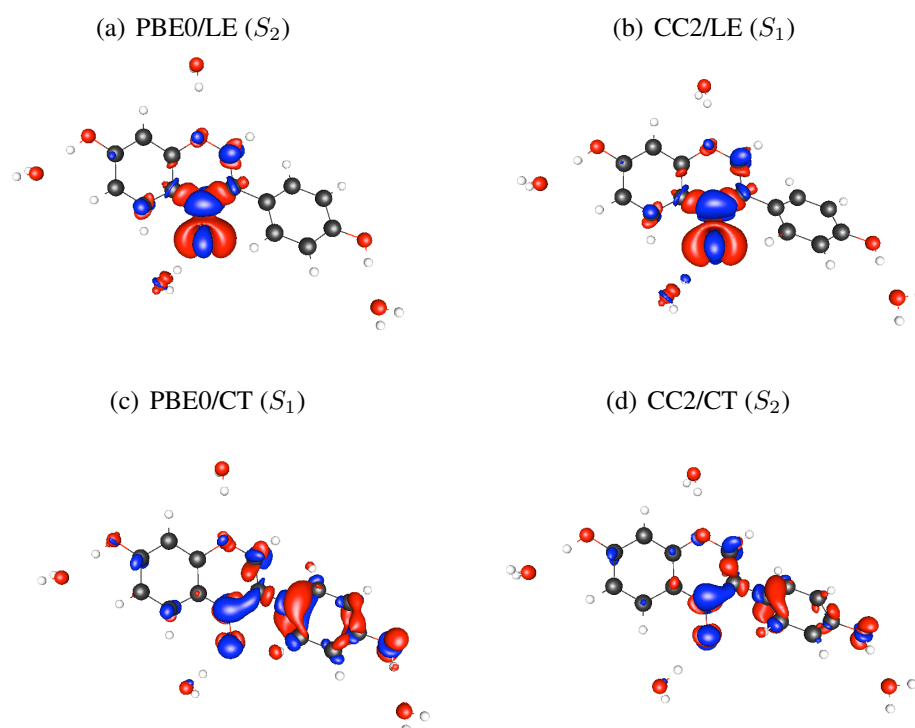 (a) PBE0/LE (S₂)
(b) CC2/LE (S₁)
(c) PBE0/CT (S₁)
(d) CC2/CT (S₂)